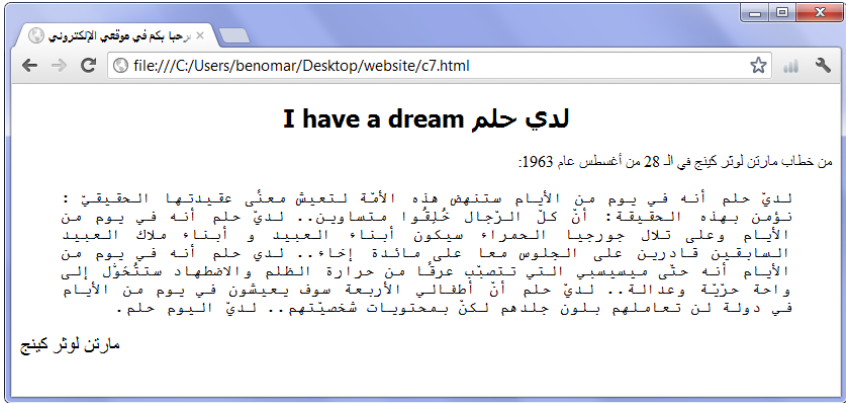 مرحبا بكم في موقعي الإلكتروني
file:///C:/Users/benomar/Desktop/website/c7.html
لدي حلم I have a dream
من خطاب مارتن لوثر كينج في الـ 28 من أغسطس عام 1963:
لديّ حلم أنه في يوم من الأيام ستنهض هذه الأمّة لتعيش معنًى عقيدتها الحقيقيّ :
نؤمن بهذه الحقيقة: أنّ كلّ الرّجال خُلِقُوا متساوين.. لديّ حلم أنه في يوم من
الأيام وعلى تلال جورجيا الحمراء سيكون أبناء العبيد و أبناء ملاك العبيد
السابقين قادرين على الجلوس معا على مائدة إخاء.. لدي حلم أنه في يوم من
الأيام أنه حتّى ميسيسبي التي تتصبّب عرقًا من حرارة الظلم والاضطهاد ستتُحَوّل إلى
واحة حرّيّة وعدالة.. لديّ حلم أنّ أطفالي الأربعة سوف يعيشون في يوم من الأيام
في دولة لن تعاملهم بلون جلدهم لكنّ بمحتويات شخصيّتهم.. لديّ اليوم حلم.
مارتن لوثر كينج